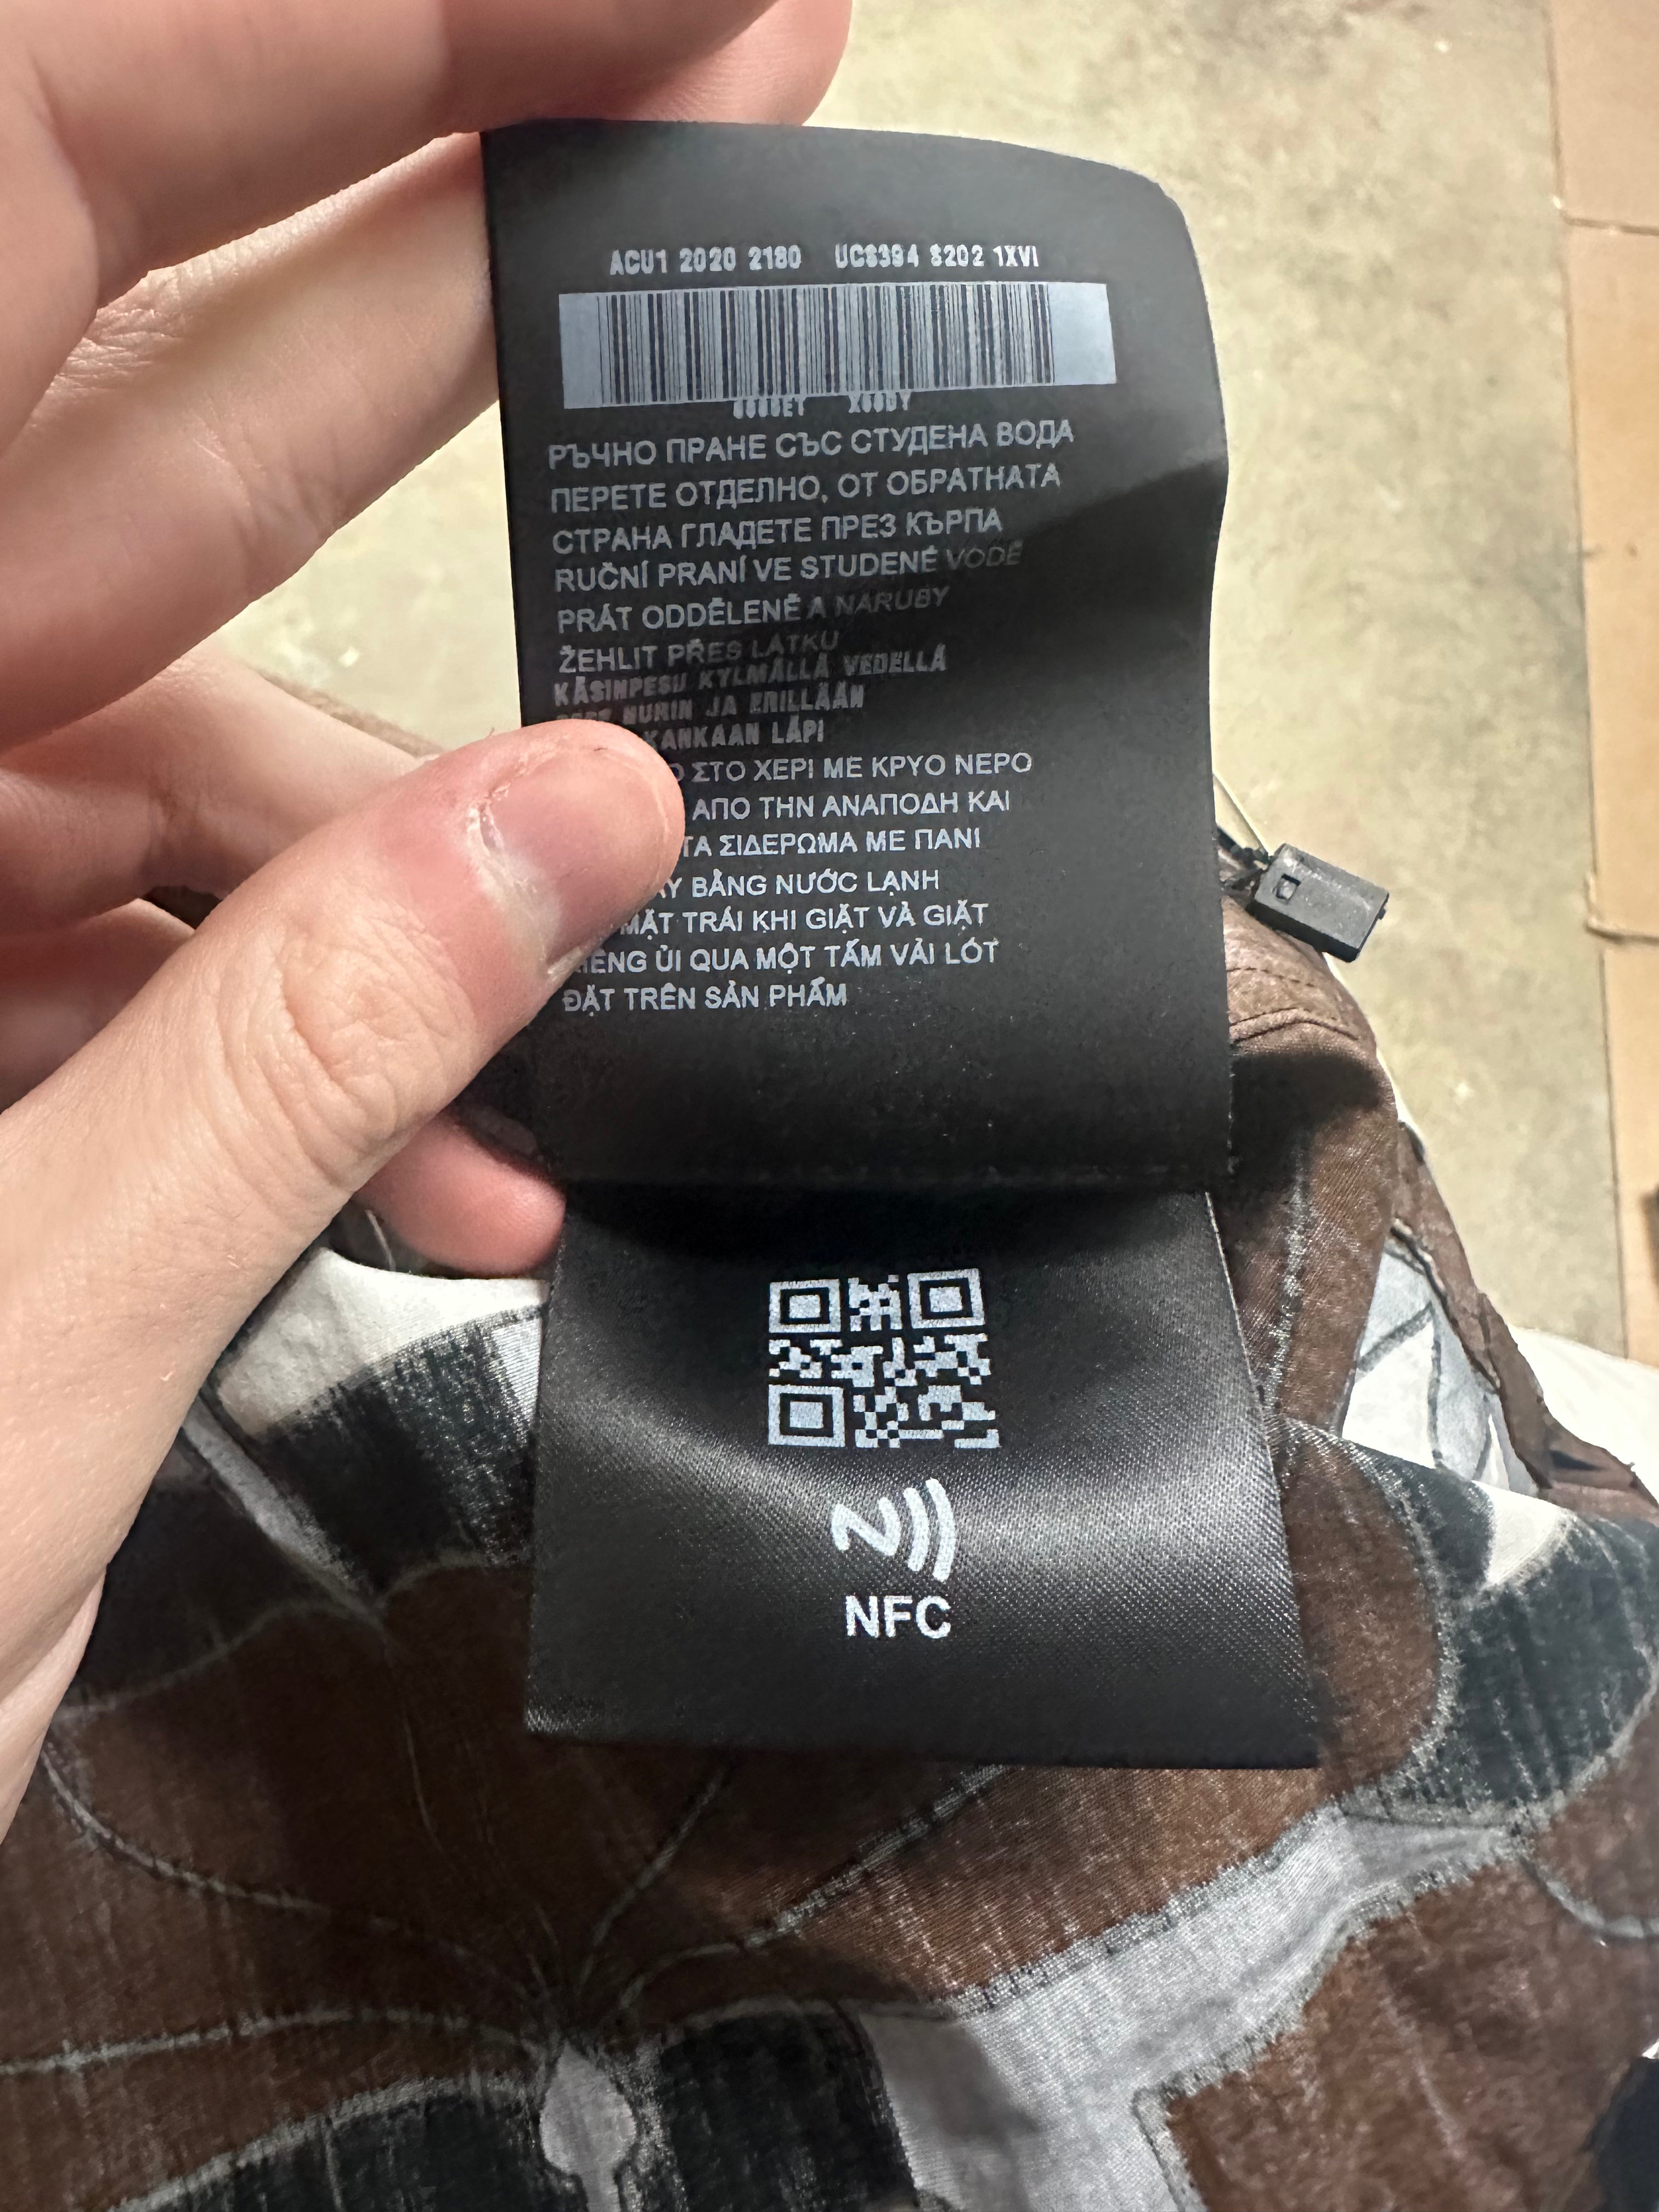 ACU1 2020 2180 UCS394 S202 1XVI
РЪЧНО ПРАНЕ СЪС СТУДЕНА ВОДА
ПЕРЕТЕ ОТДЕЛНО, ОТ ОБРАТНАТА
СТРАНА ГЛАДЕТЕ ПРЕЗ КЪРПА
RUČNÍ PRANÍ VE STUDENÉ VODĚ
PRÁT ODDĚLENĚ A NARUBY
ŽEHLIT PŘES LÁTKU
KÄSINPESU KYLMÄLLÄ VEDELLÄ
NURIN JA ERILLÄÄN
KANKAAN LÄPI
ΣΤΟ ΧΕΡΙ ΜΕ ΚΡΥΟ ΝΕΡΟ
ΑΠΟ ΤΗΝ ΑΝΑΠΟΔΗ ΚΑΙ
ΣΙΔΕΡΩΜΑ ΜΕ ΠΑΝΙ
BẰNG NƯỚC LẠNH
MẶT TRÁI KHI GIẶT VÀ GIẶT
ỦI QUA MỘT TẤM VẢI LÓT
ĐẶT TRÊN SẢN PHẨM
NFC